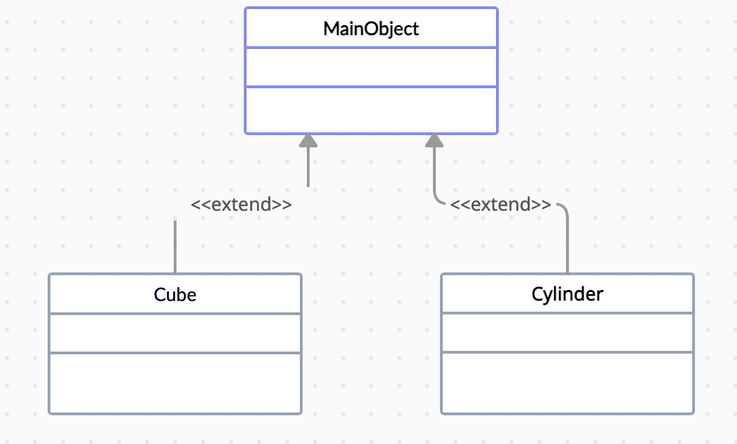 MainObject
<<extend>>
<<extend>>
Cube
Cylinder